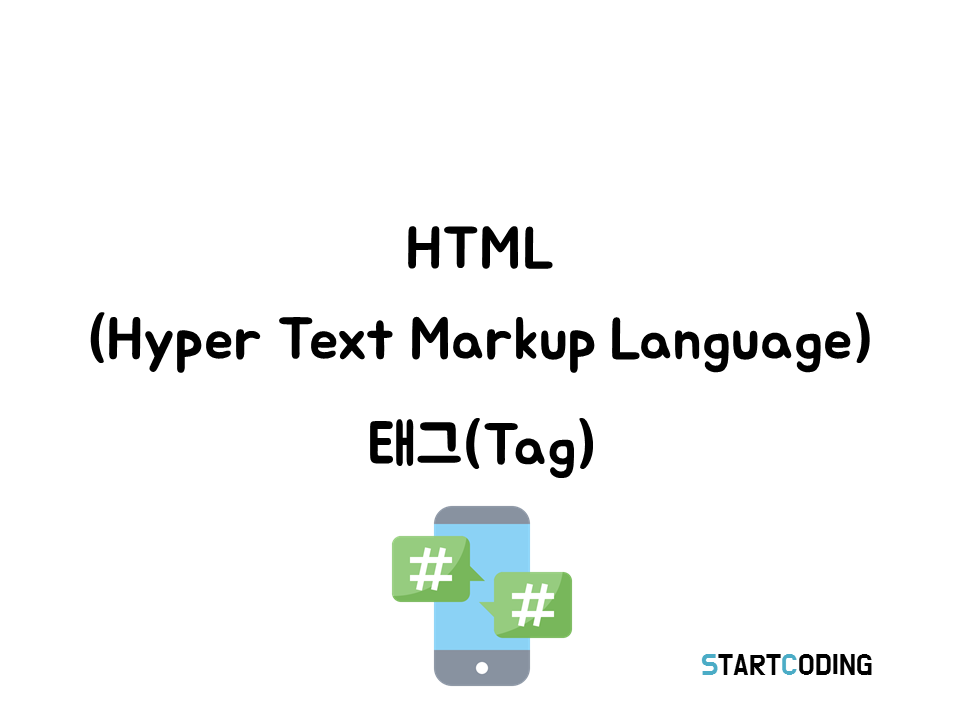 HTML
(Hyper Text Markup Language)
태그(Tag)
#
#
STARTCODING